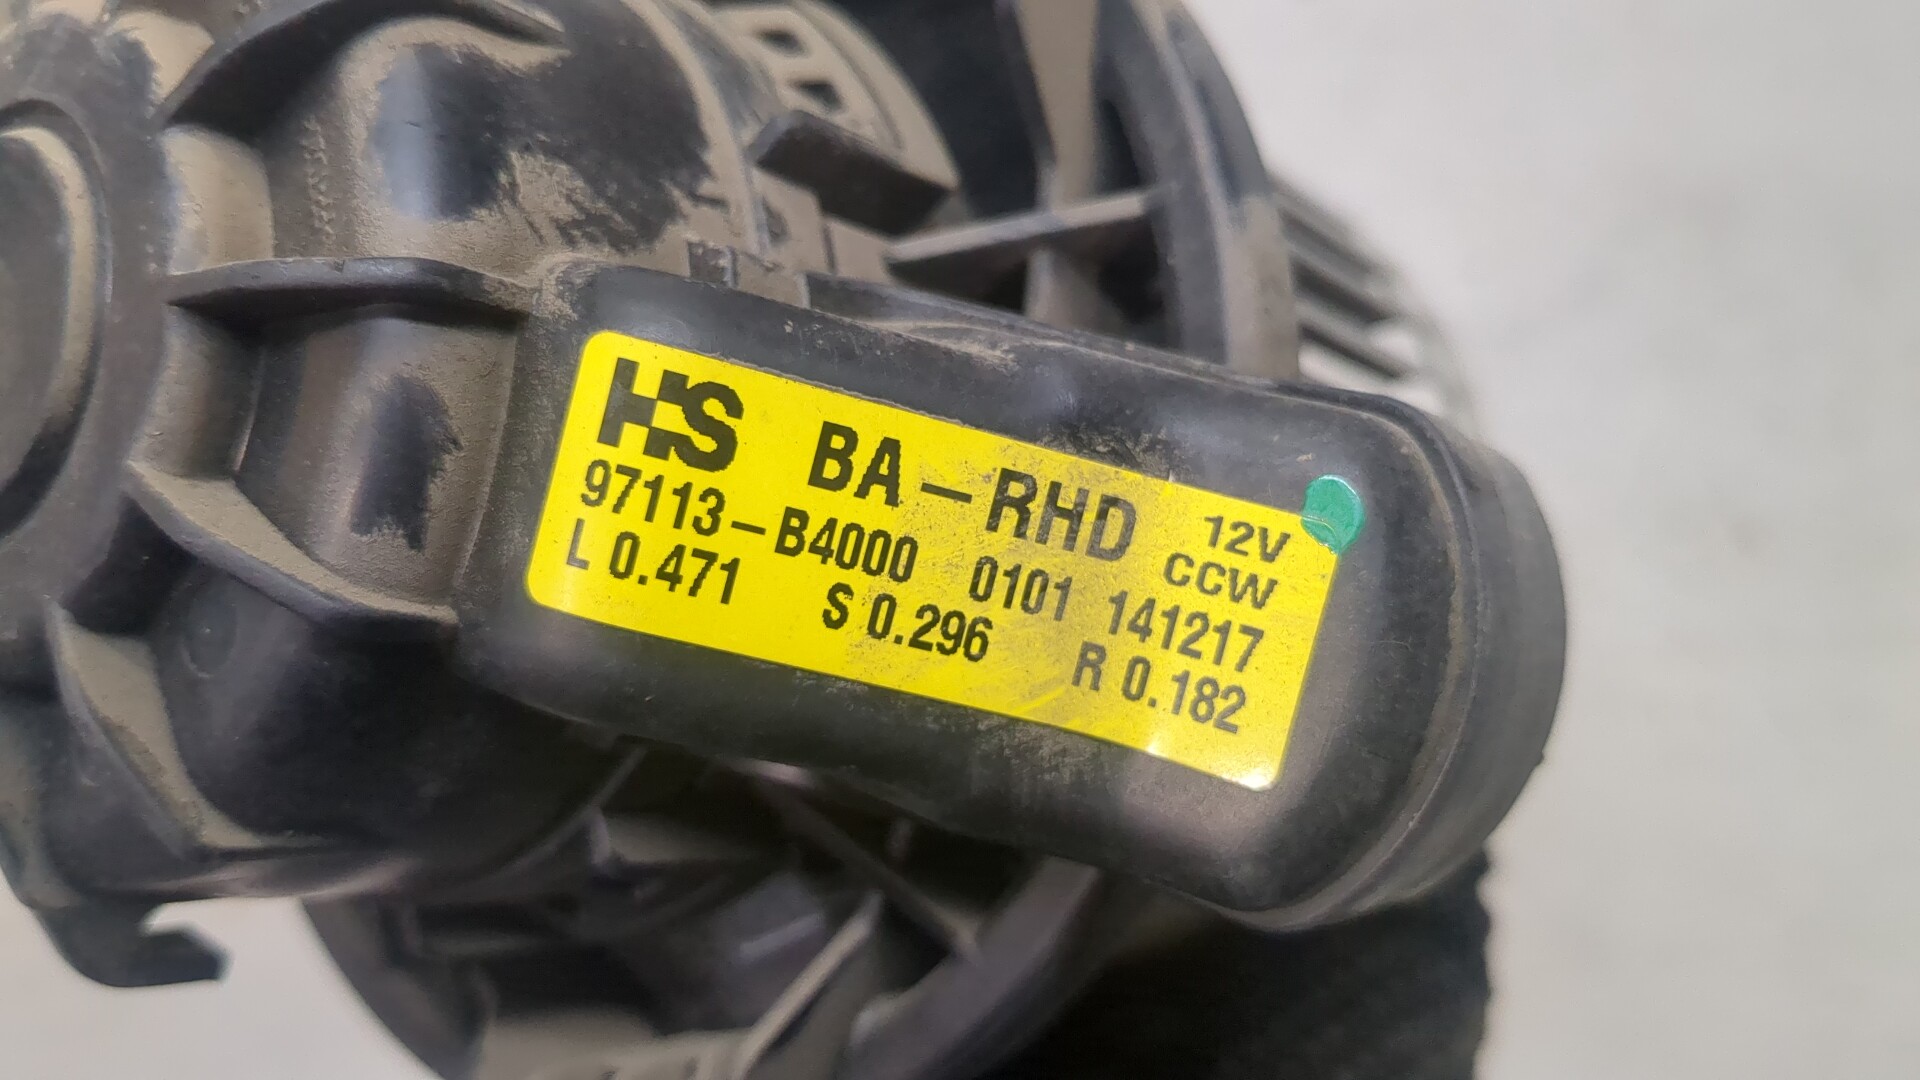 HS BA-RHD 12V
CCW
97113-B4000 0101 141217
L 0.471 S 0.296 R 0.182